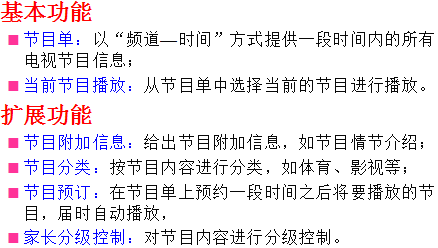 基本功能
■节目单：以“频道—时间”方式提供一段时间内的所有
电视节目信息；
■当前节目播放：从节目单中选择当前的节目进行播放。
扩展功能
■节目附加信息：给出节目附加信息，如节目情节介绍；
■节目分类：按节目内容进行分类，如体育、影视等；
■节目预订：在节目单上预约一段时间之后将要播放的节
目，届时自动播放，
■家长分级控制：对节目内容进行分级控制。